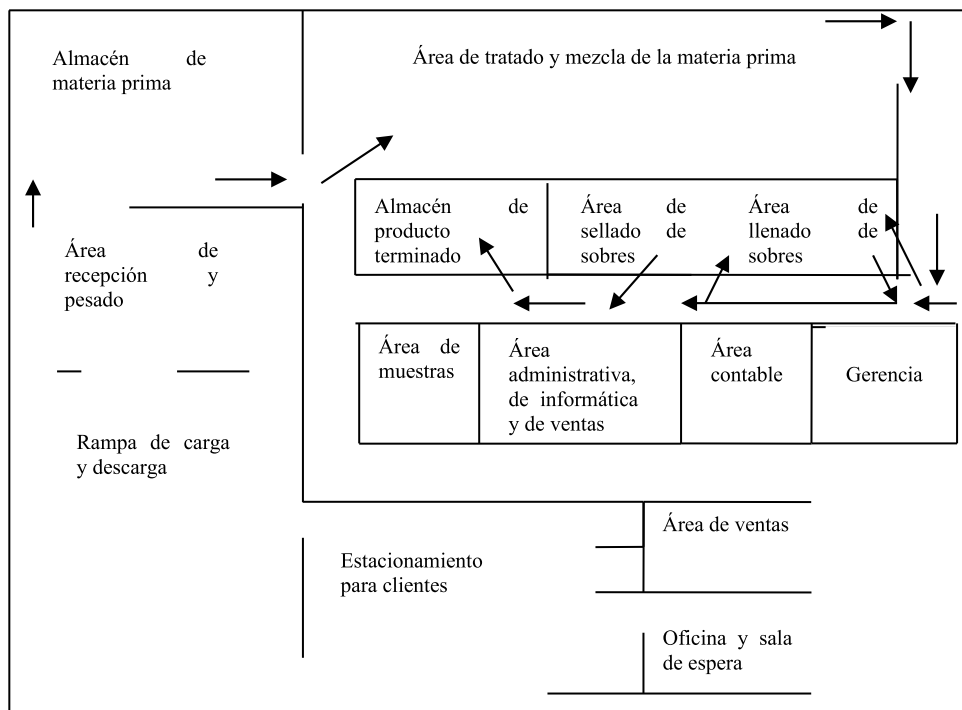 Almacén de
materia prima
Área de tratado y mezcla de la materia prima
Almacén de
producto
terminado
Área de
sellado de
sobres
Área de
llenado de
sobres
Área de
recepción y
pesado
Área de
muestras
Área
administrativa,
de informática
y de ventas
Área
contable
Gerencia
Rampa de carga
y descarga
Área de ventas
Estacionamiento
para clientes
Oficina y sala
de espera